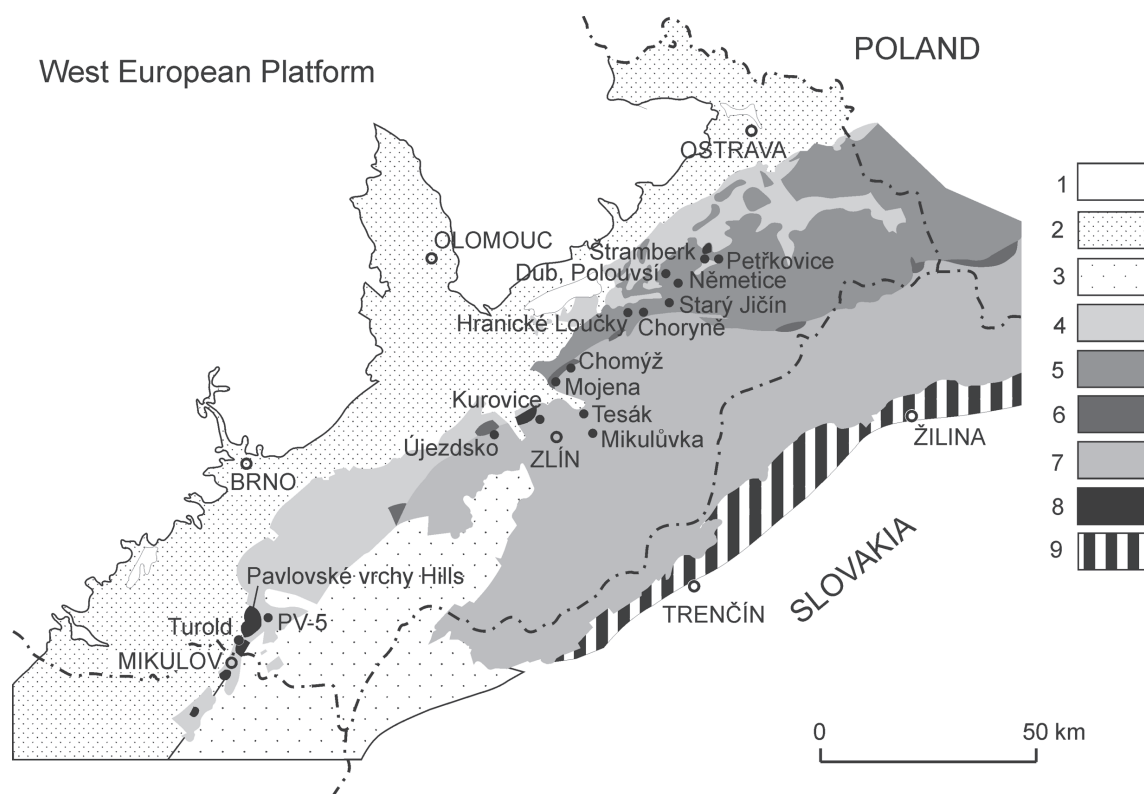 West European Platform
POLAND
OSTRAVA
OLOMOUC
Štramberk
Petřkovice
Dub, Polouvsí
Némětice
Starý Jičín
Hranické Loučky
Choryně
Chomýž
Mojena
Kurovice
Tesák
Újezdsko
Mikulůvka
ZLÍN
ŽILINA
BRNO
Pavlovské vrchy Hills
SLOVAKIA
TRENČÍN
Turold
PV-5
MIKULOV
0 50 km
1
2
3
4
5
6
7
8
9